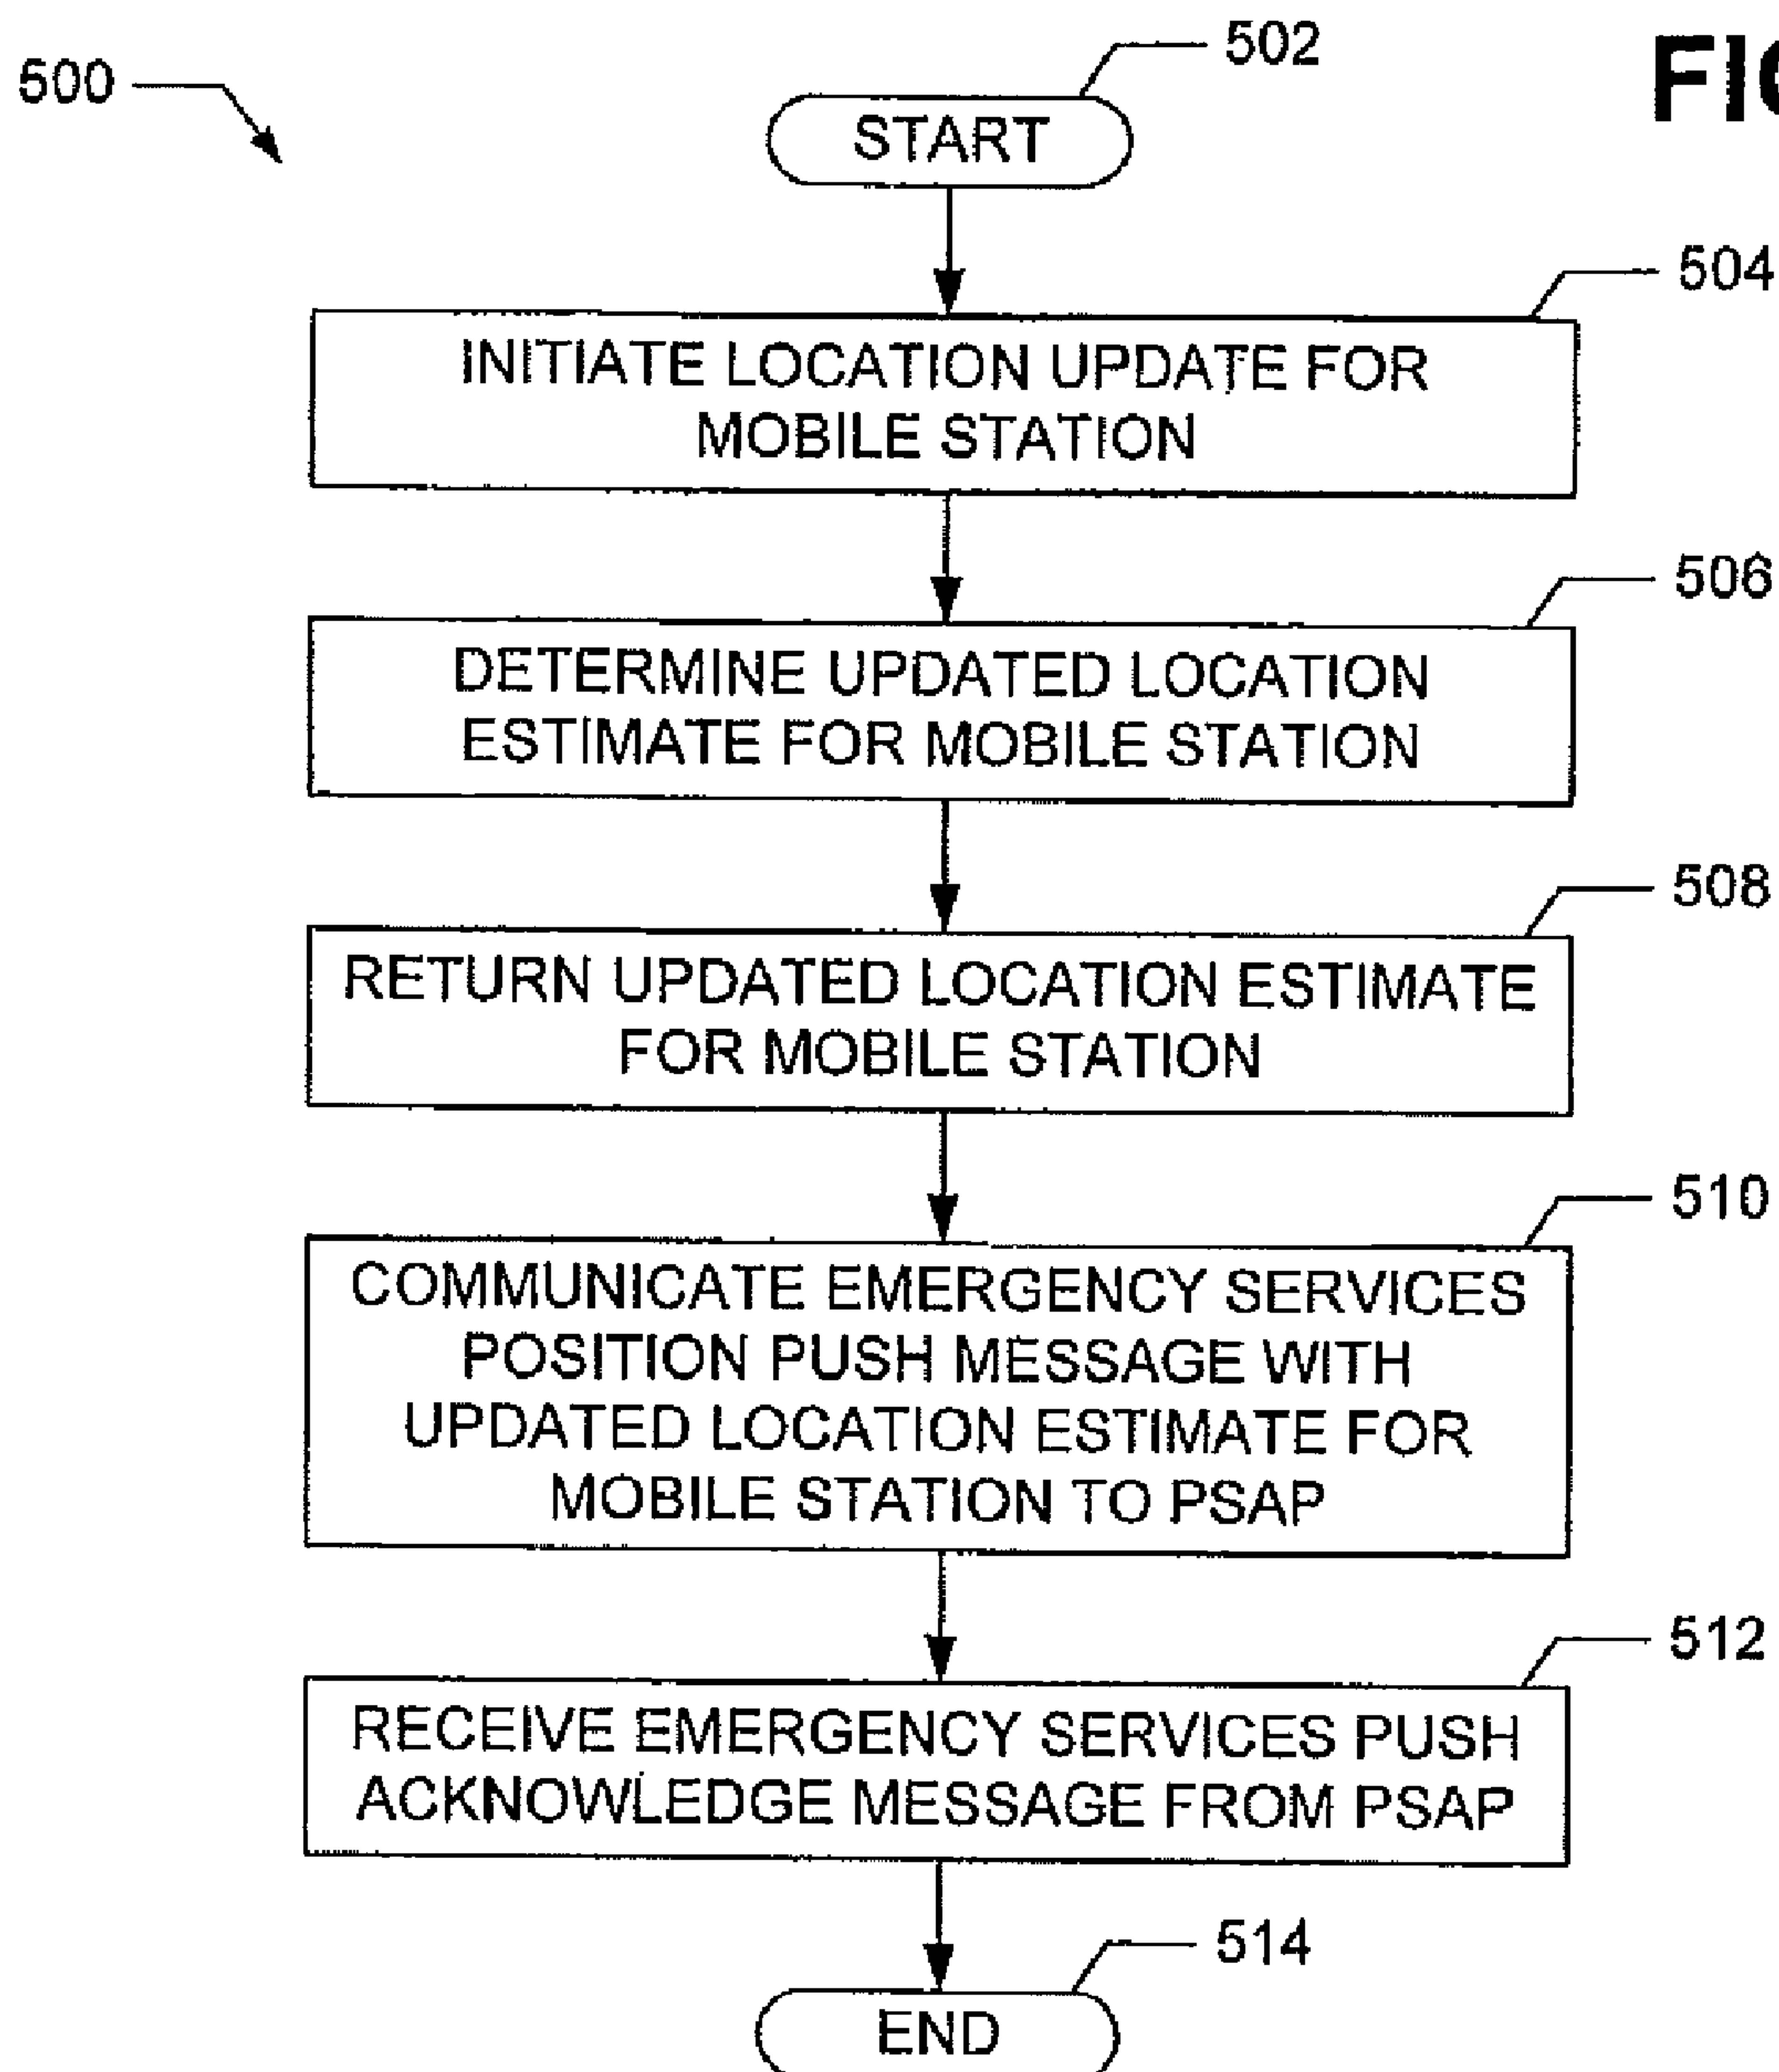 500
502
START
504
INITIATE LOCATION UPDATE FOR
MOBILE STATION
506
DETERMINE UPDATED LOCATION
ESTIMATE FOR MOBILE STATION
508
RETURN UPDATED LOCATION ESTIMATE
FOR MOBILE STATION
510
COMMUNICATE EMERGENCY SERVICES
POSITION PUSH MESSAGE WITH
UPDATED LOCATION ESTIMATE FOR
MOBILE STATION TO PSAP
512
RECEIVE EMERGENCY SERVICES PUSH
ACKNOWLEDGE MESSAGE FROM PSAP
514
END